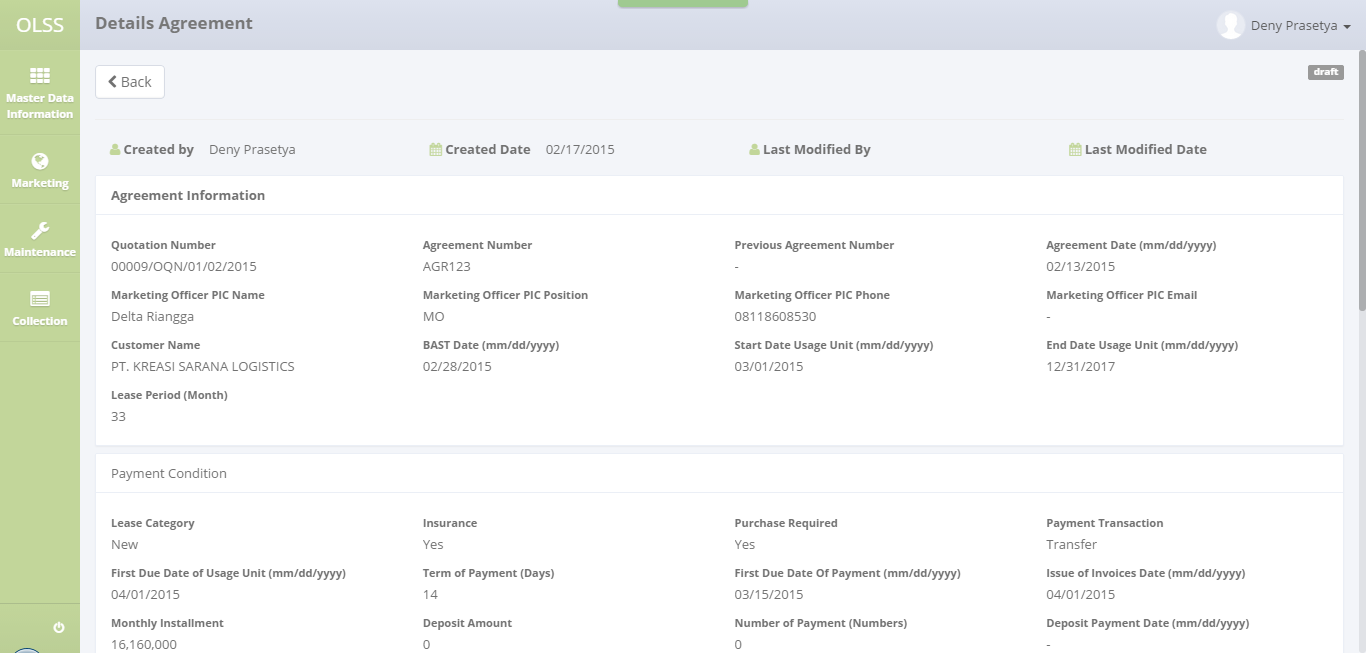 OLSS
Details Agreement
Deny Prasetya
Master Data
Information
Marketing
Maintenance
Collection
Back
draft
Created by Deny Prasetya Created Date 02/17/2015 Last Modified By Last Modified Date
Agreement Information
Quotation Number Agreement Number Previous Agreement Number Agreement Date (mm/dd/yyyy)
00009/OQN/01/02/2015 AGR123 - 02/13/2015
Marketing Officer PIC Name Marketing Officer PIC Position Marketing Officer PIC Phone Marketing Officer PIC Email
Delta Riangga MO 08118608530 -
Customer Name BAST Date (mm/dd/yyyy) Start Date Usage Unit (mm/dd/yyyy) End Date Usage Unit (mm/dd/yyyy)
PT. KREASI SARANA LOGISTICS 02/28/2015 03/01/2015 12/31/2017
Lease Period (Month)
33
Payment Condition
Lease Category Insurance Purchase Required Payment Transaction
New Yes Yes Transfer
First Due Date of Usage Unit (mm/dd/yyyy) Term of Payment (Days) First Due Date Of Payment (mm/dd/yyyy) Issue of Invoices Date (mm/dd/yyyy)
04/01/2015 14 03/15/2015 04/01/2015
Monthly Installment Deposit Amount Number of Payment (Numbers) Deposit Payment Date (mm/dd/yyyy)
16,160,000 0 0 -